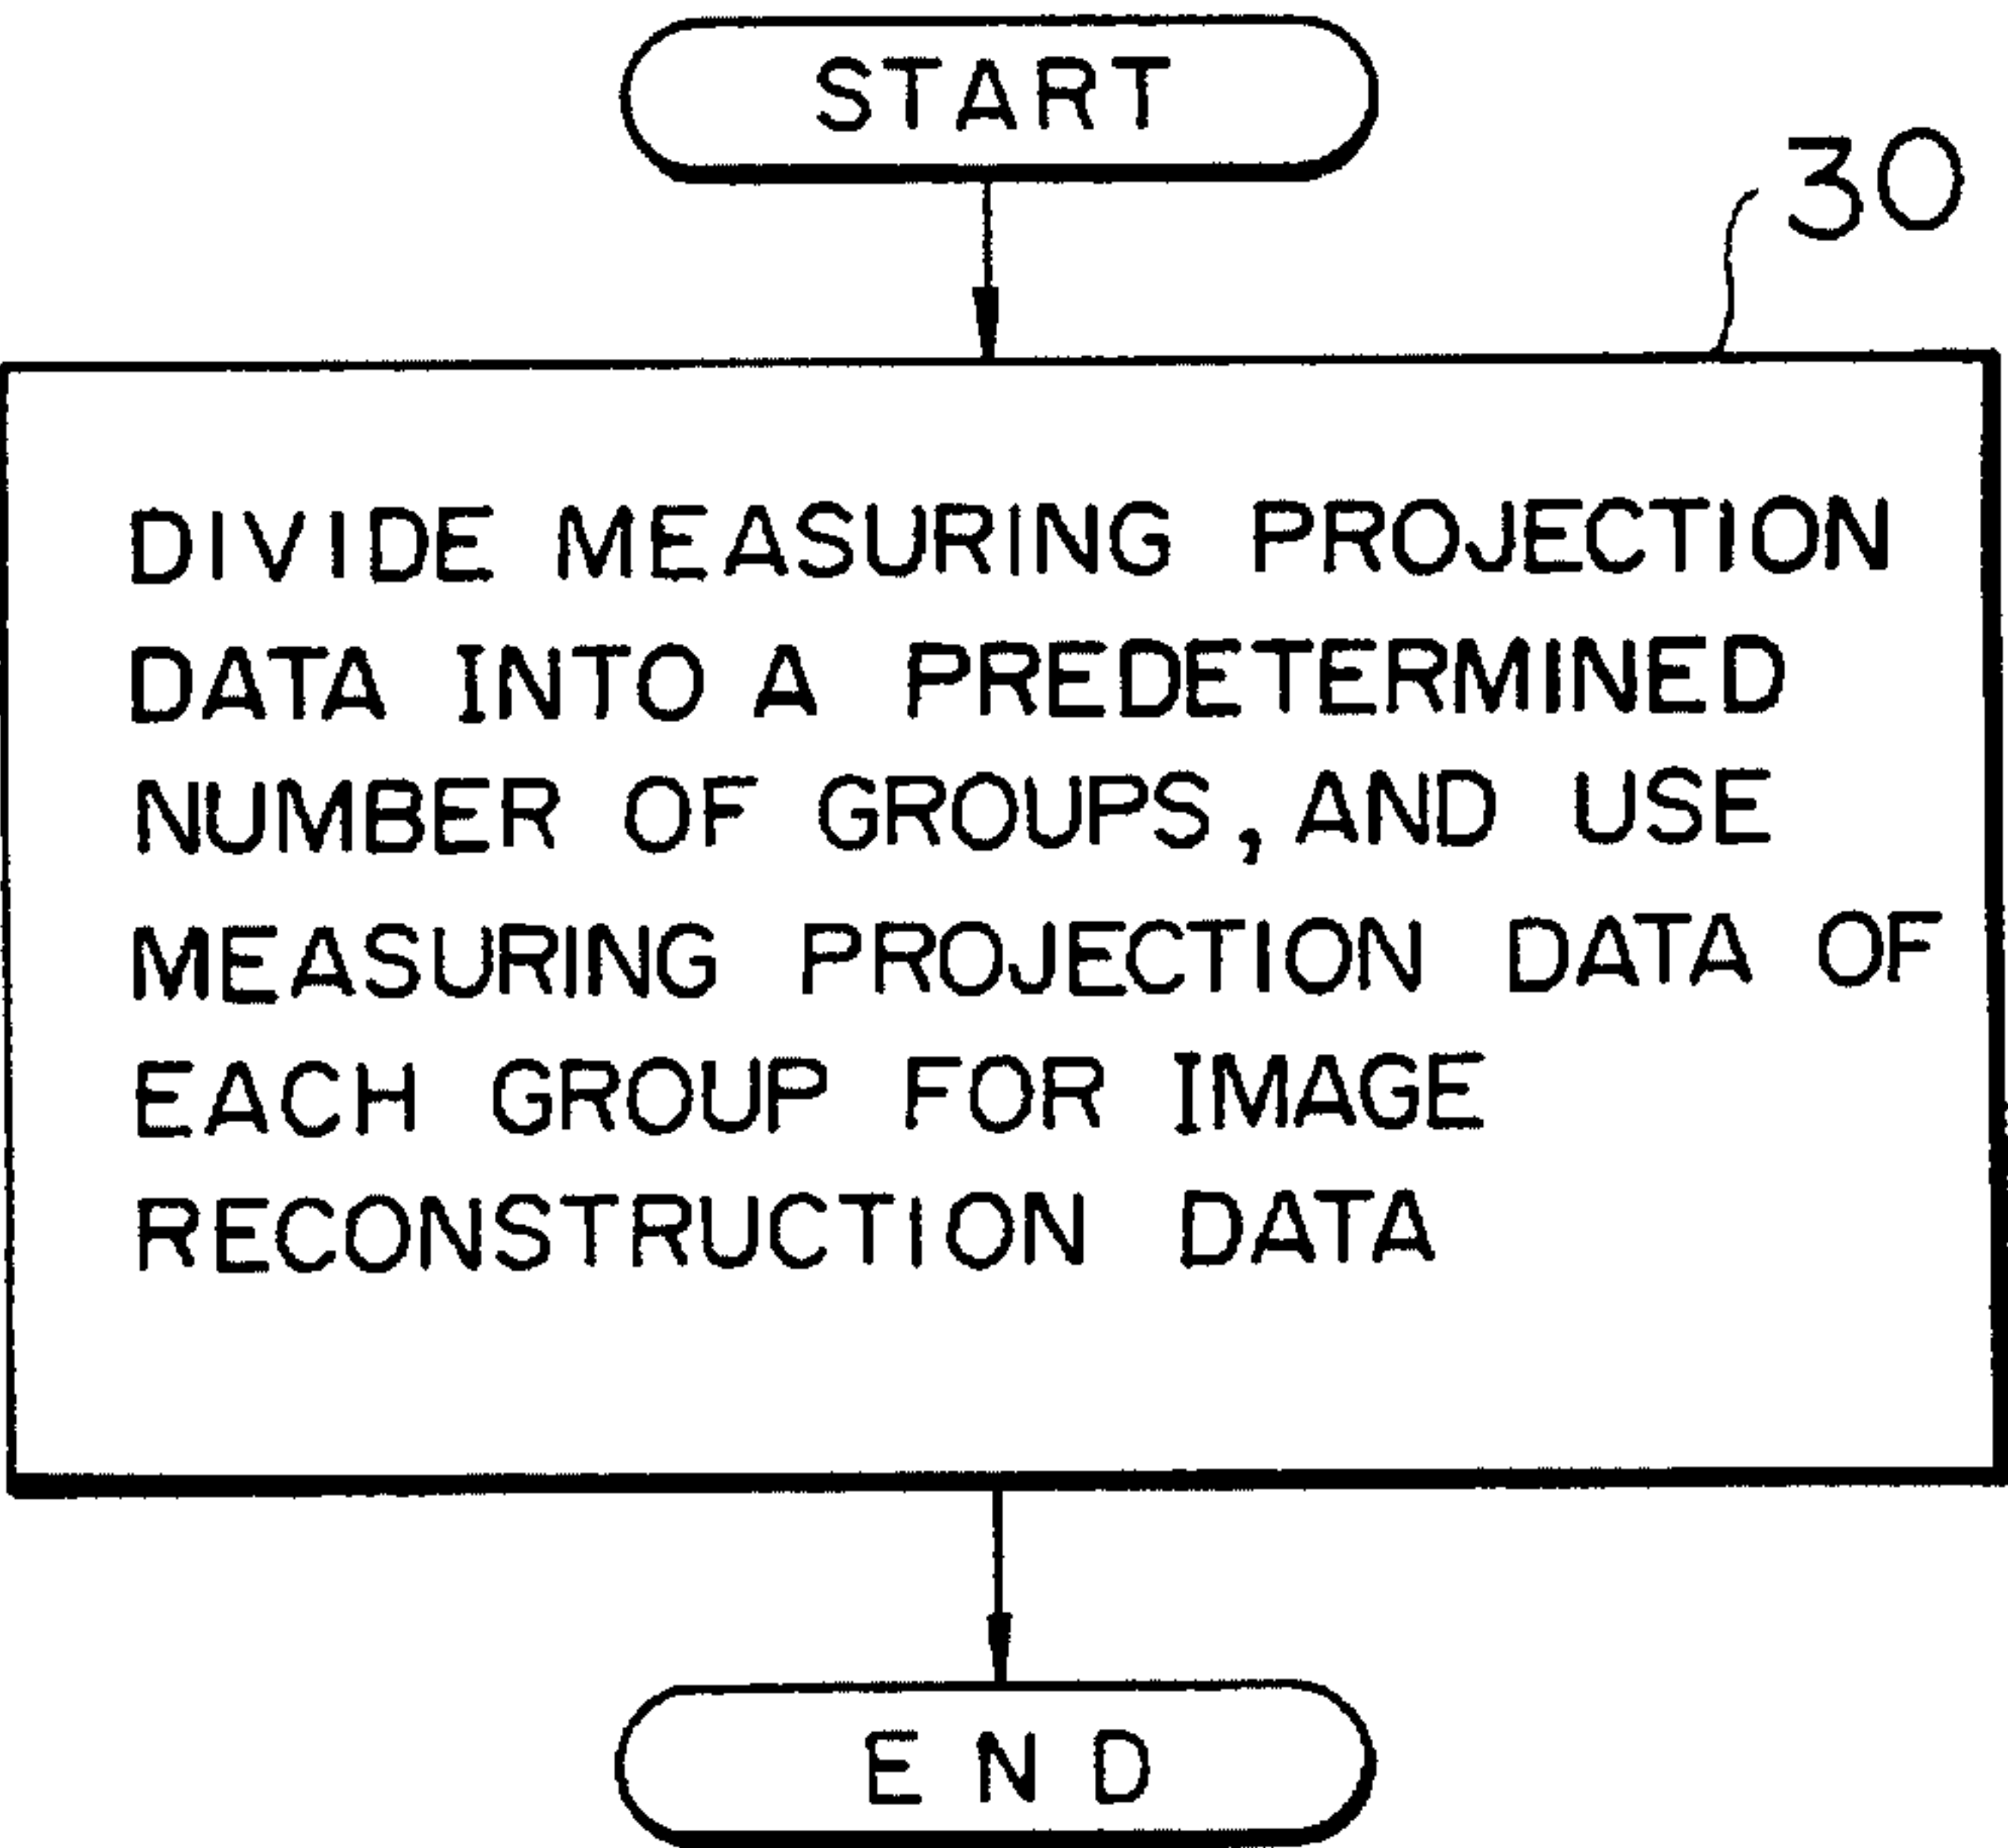 START
30
DIVIDE MEASURING PROJECTION
DATA INTO A PREDETERMINED
NUMBER OF GROUPS, AND USE
MEASURING PROJECTION DATA OF
EACH GROUP FOR IMAGE
RECONSTRUCTION DATA
END